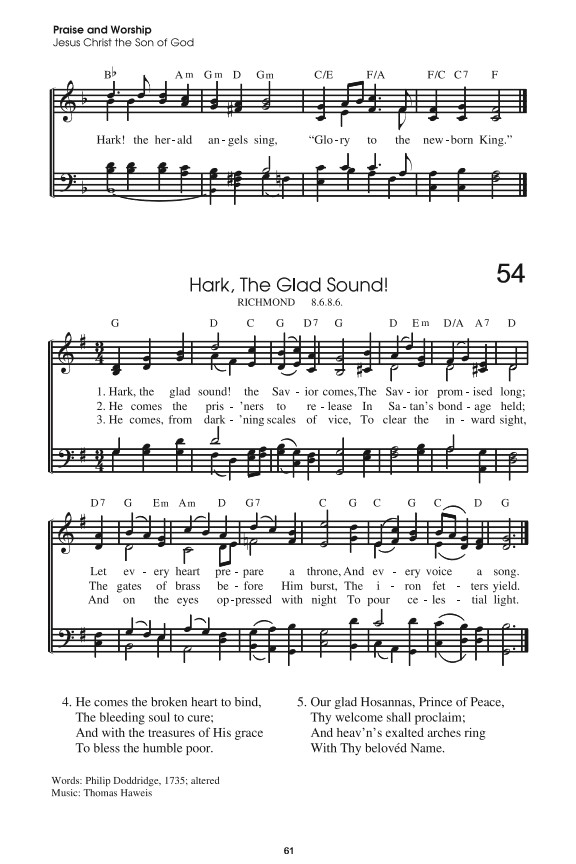 Praise and Worship
Jesus Christ the Son of God
B♭ Am Gm D Gm C/E F/A F/C C7 F
Hark! the her-ald an-gels sing, “Glo-ry to the new-born King.”
54
Hark, The Glad Sound!
RICHMOND 8.6.8.6.
G D C G D7 G D Em D/A A7 D
1. Hark, the glad sound! the Sav-ior comes, The Sav-ior prom-ised long;
2. He comes the pris-'ners to re-lease In Sa-tan's bond-age held;
3. He comes, from dark-'ning scales of vice, To clear the in-ward sight,
D7 G Em Am D G7 C G C G C D G
Let ev-ery heart pre-pare a throne, And ev-ery voice a song.
The gates of brass be-fore Him burst, The i-ron fet-ters yield.
And on the eyes op-pressed with night To pour ce-les-tial light.
4. He comes the broken heart to bind,
The bleeding soul to cure;
And with the treasures of His grace
To bless the humble poor.
5. Our glad Hosannas, Prince of Peace,
Thy welcome shall proclaim;
And heav'n's exalted arches ring
With Thy belovéd Name.
Words: Philip Doddridge, 1735; altered
Music: Thomas Haweis
61